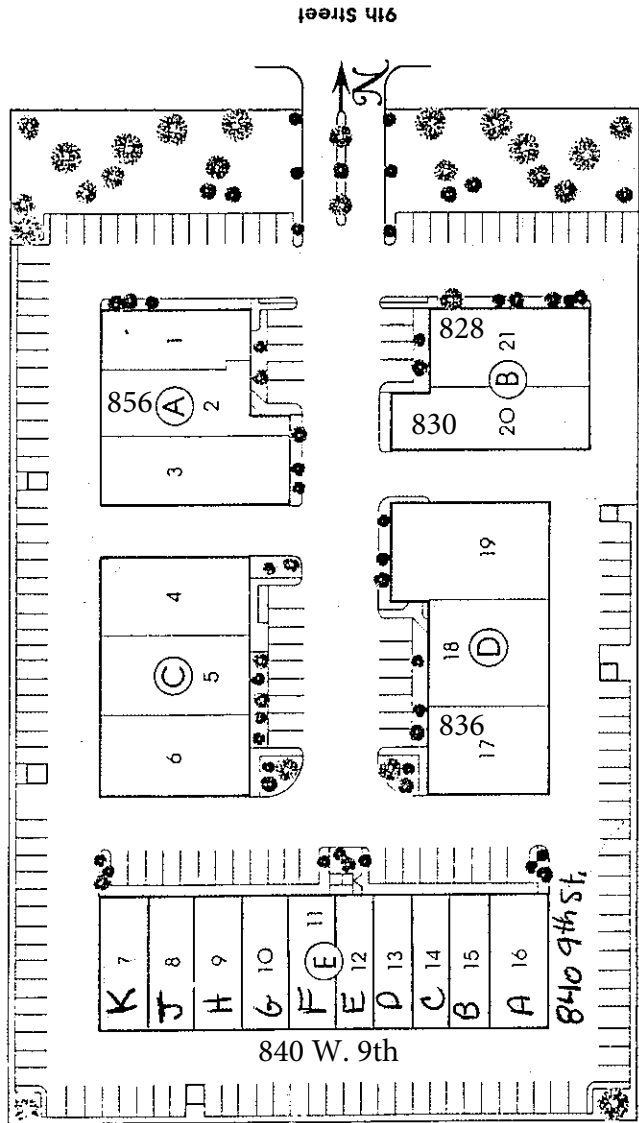 9th Street
N
1
856
A
2
3
828
21
B
830
20
4
C
5
6
19
18
D
836
17
K 7
J 8
H 9
G 10
F 11
E
E 12
D 13
C 14
B 15
A 16
840 9th St.
840 W. 9th